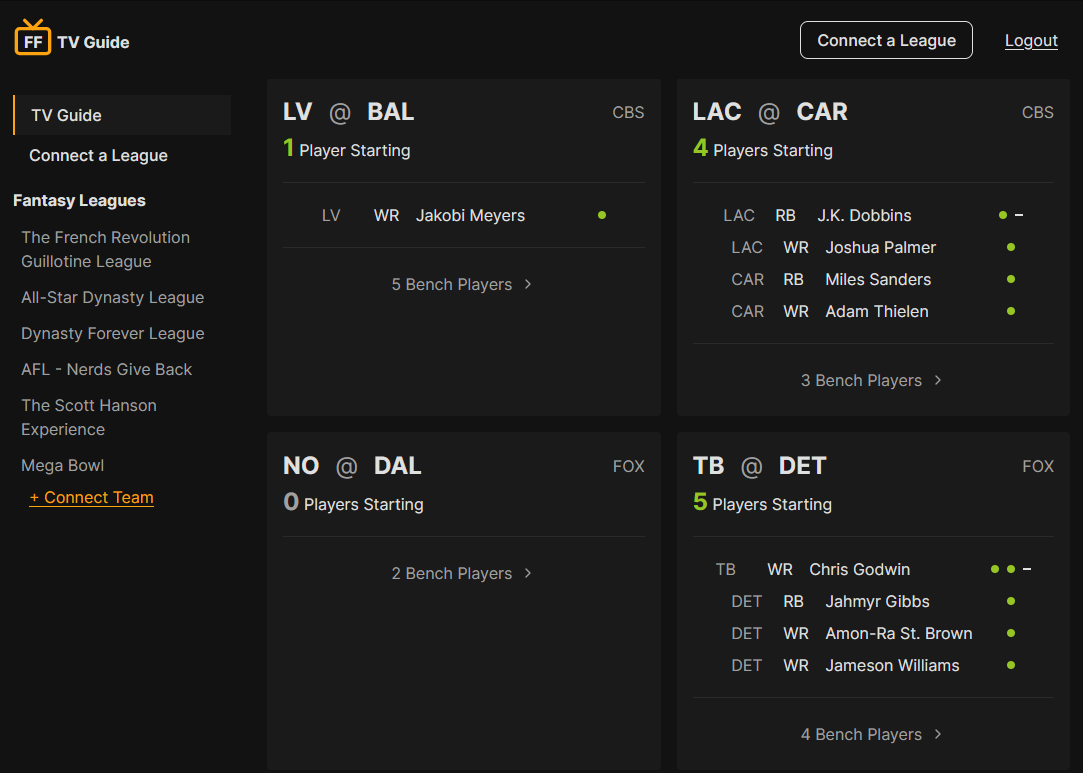 FF TV Guide
Connect a League
Logout
TV Guide
Connect a League
Fantasy Leagues
The French Revolution
Guillotine League
All-Star Dynasty League
Dynasty Forever League
AFL - Nerds Give Back
The Scott Hanson
Experience
Mega Bowl
+ Connect Team
LV @ BAL CBS
1 Player Starting
LV WR Jakobi Meyers
5 Bench Players >
LAC @ CAR CBS
4 Players Starting
LAC RB J.K. Dobbins
LAC WR Joshua Palmer
CAR RB Miles Sanders
CAR WR Adam Thielen
3 Bench Players >
NO @ DAL FOX
0 Players Starting
2 Bench Players >
TB @ DET FOX
5 Players Starting
TB WR Chris Godwin
DET RB Jahmyr Gibbs
DET WR Amon-Ra St. Brown
DET WR Jameson Williams
4 Bench Players >